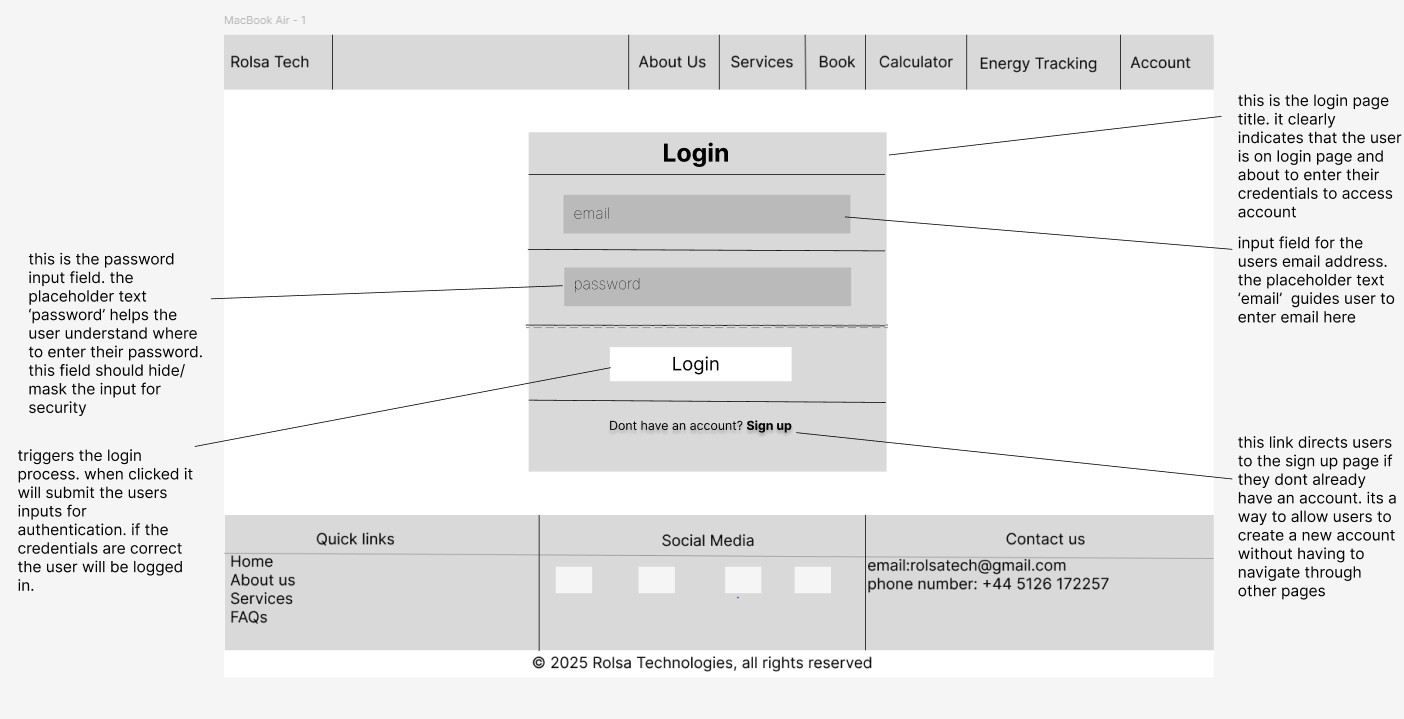 MacBook Air - 1
Rolsa Tech
About Us
Services
Book
Calculator
Energy Tracking
Account
Login
email
password
Login
Dont have an account? Sign up
this is the login page
title. it clearly
indicates that the user
is on login page and
about to enter their
credentials to access
account
input field for the
users email address.
the placeholder text
‘email’  guides user to
enter email here
this is the password
input field. the
placeholder text
‘password’ helps the
user understand where
to enter their password.
this field should hide/
mask the input for
security
triggers the login
process. when clicked it
will submit the users
inputs for
authentication. if the
credentials are correct
the user will be logged
in.
this link directs users
to the sign up page if
they dont already
have an account. its a
way to allow users to
create a new account
without having to
navigate through
other pages
Quick links
Home
About us
Services
FAQs
Social Media
Contact us
email:rolsatech@gmail.com
phone number: +44 5126 172257
© 2025 Rolsa Technologies, all rights reserved